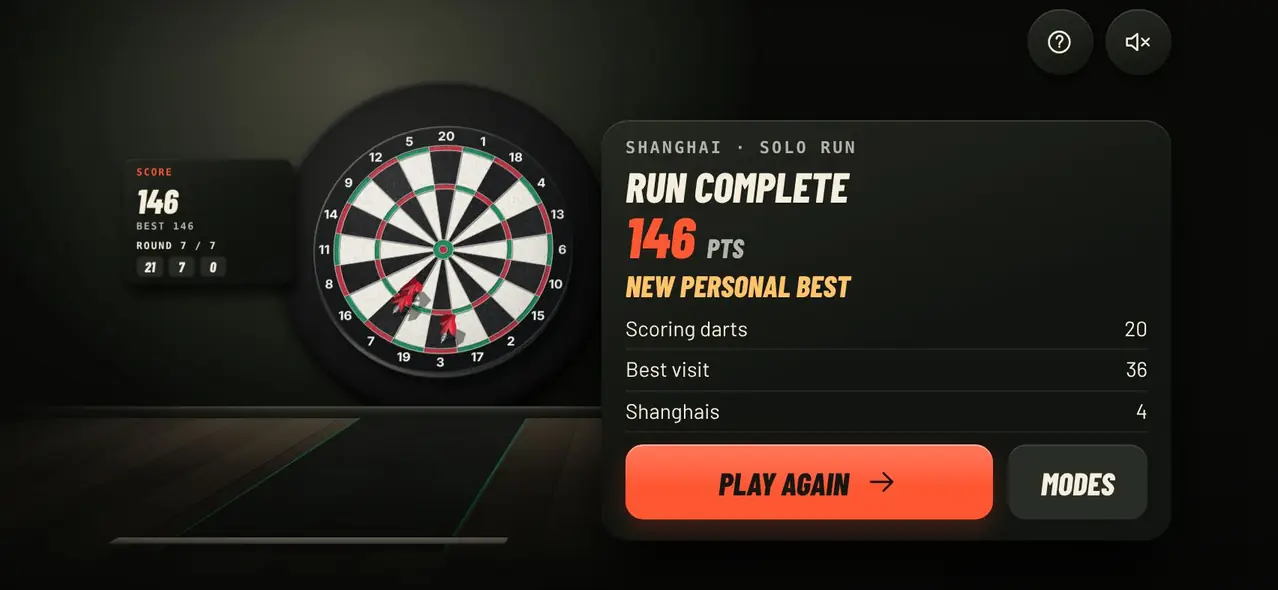 SCORE
146
BEST 146
ROUND 7 / 7
21 7 0
20
1
18
4
13
6
10
15
2
17
3
19
7
16
8
11
14
9
12
5
SHANGHAI · SOLO RUN
RUN COMPLETE
146 PTS
NEW PERSONAL BEST
Scoring darts 20
Best visit 36
Shanghais 4
PLAY AGAIN →
MODES